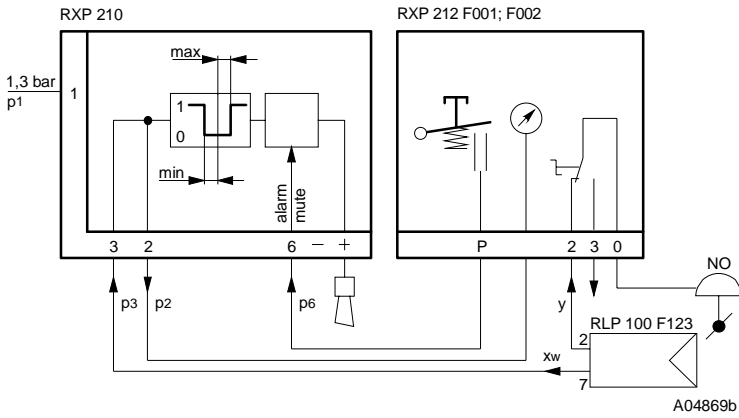 RXP 210
RXP 212 F001; F002
max
1,3 bar
p1
1
1
0
min
alarm
mute
3 2 6 − +
P 2 3 0
NO
p3 p2 p6
y
RLP 100 F123
2
xw
7
A04869b